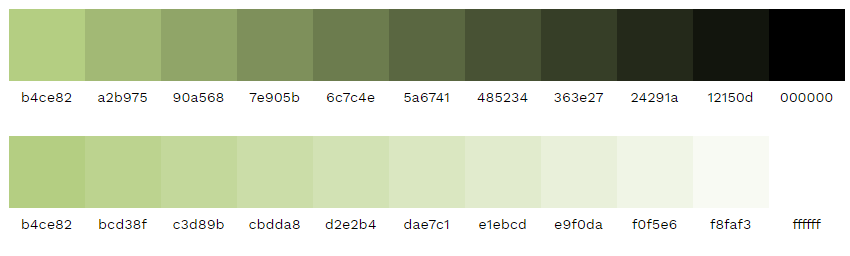 b4ce82 a2b975 90a568 7e905b 6c7c4e 5a6741 485234 363e27 24291a 12150d 000000
b4ce82 bcd38f c3d89b cbdda8 d2e2b4 dae7c1 e1ebcd e9f0da f0f5e6 f8faf3 ffffff